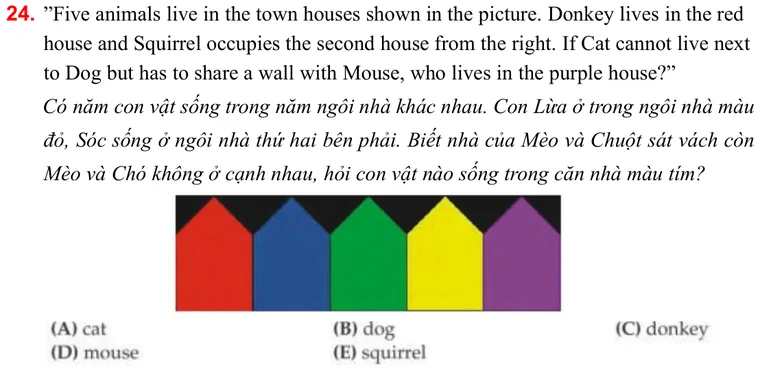 24. ”Five animals live in the town houses shown in the picture. Donkey lives in the red
house and Squirrel occupies the second house from the right. If Cat cannot live next
to Dog but has to share a wall with Mouse, who lives in the purple house?”
Có năm con vật sống trong năm ngôi nhà khác nhau. Con Lừa ở trong ngôi nhà màu
đỏ, Sóc sống ở ngôi nhà thứ hai bên phải. Biết nhà của Mèo và Chuột sát vách còn
Mèo và Chó không ở cạnh nhau, hỏi con vật nào sống trong căn nhà màu tím?
(A) cat (B) dog (C) donkey
(D) mouse (E) squirrel